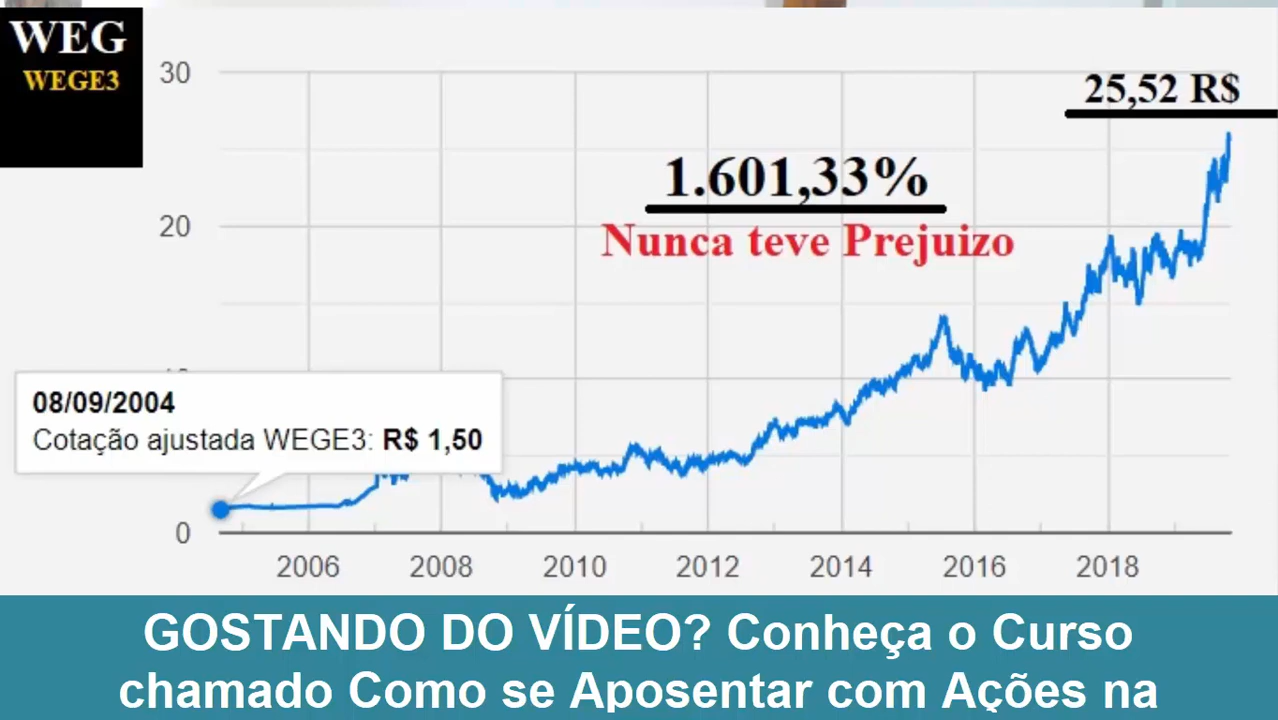 WEG
WEGE3
30
25,52 R$
1.601,33%
20
Nunca teve Prejuizo
08/09/2004
Cotação ajustada WEGE3: R$ 1,50
0
2006 2008 2010 2012 2014 2016 2018
GOSTANDO DO VÍDEO? Conheça o Curso
chamado Como se Aposentar com Ações na